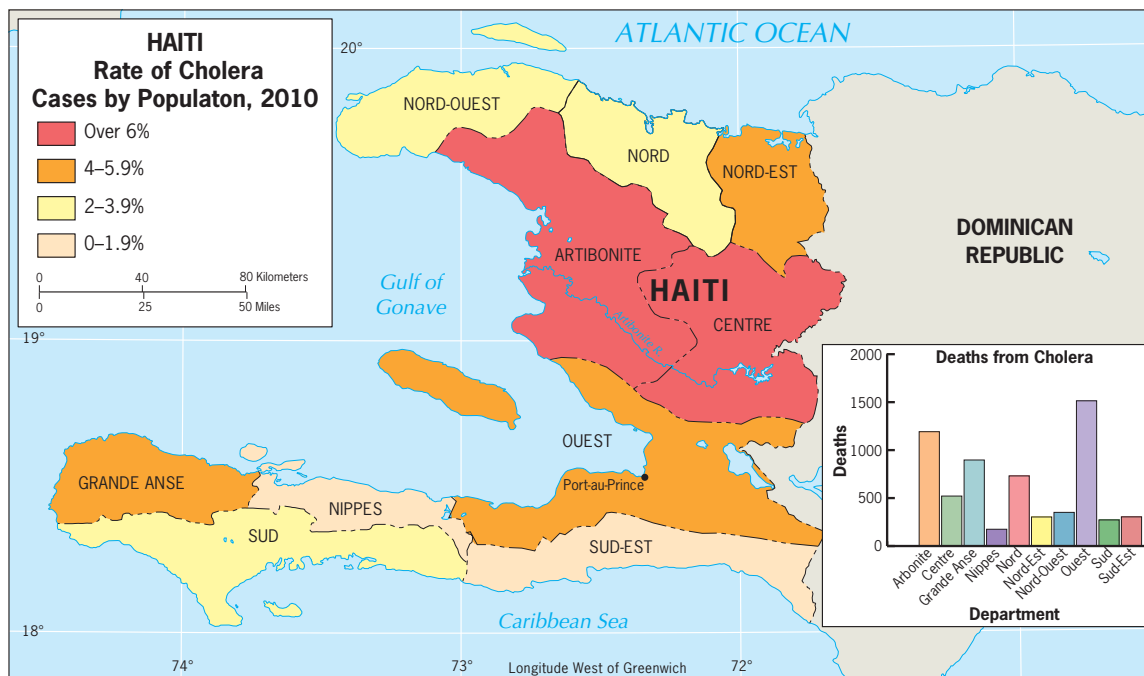 HAITI
Rate of Cholera
Cases by Populaton, 2010
Over 6%
4–5.9%
2–3.9%
0–1.9%
0 40 80 Kilometers
0 25 50 Miles
ATLANTIC OCEAN
20°
NORD-OUEST
NORD
NORD-EST
DOMINICAN
REPUBLIC
ARTIBONITE
HAITI
Gulf of
Gonave
CENTRE
Artibonite R.
19°
OUEST
Port-au-Prince
GRANDE ANSE
NIPPES
SUD
SUD-EST
Caribbean Sea
18°
74°
73°
Longitude West of Greenwich
72°
Deaths from Cholera
2000
1500
1000
500
0
Deaths
Arbonite
Centre
Grande Anse
Nippes
Nord
Nord-Est
Nord-Ouest
Ouest
Sud
Sud-Est
Department